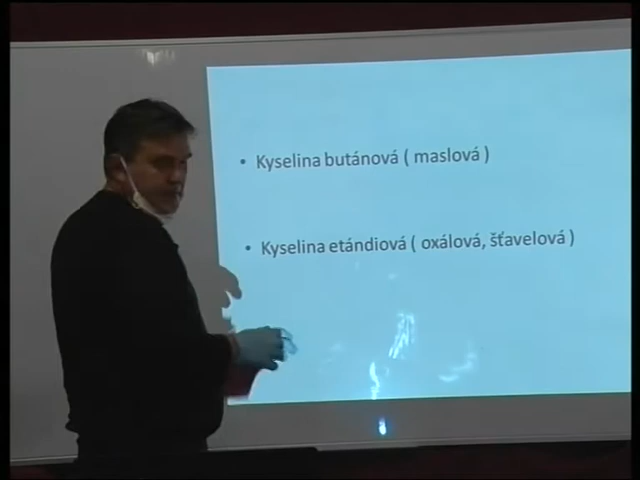 • Kyselina butánová ( maslová )
• Kyselina etándiová ( oxálová, šťavelová )